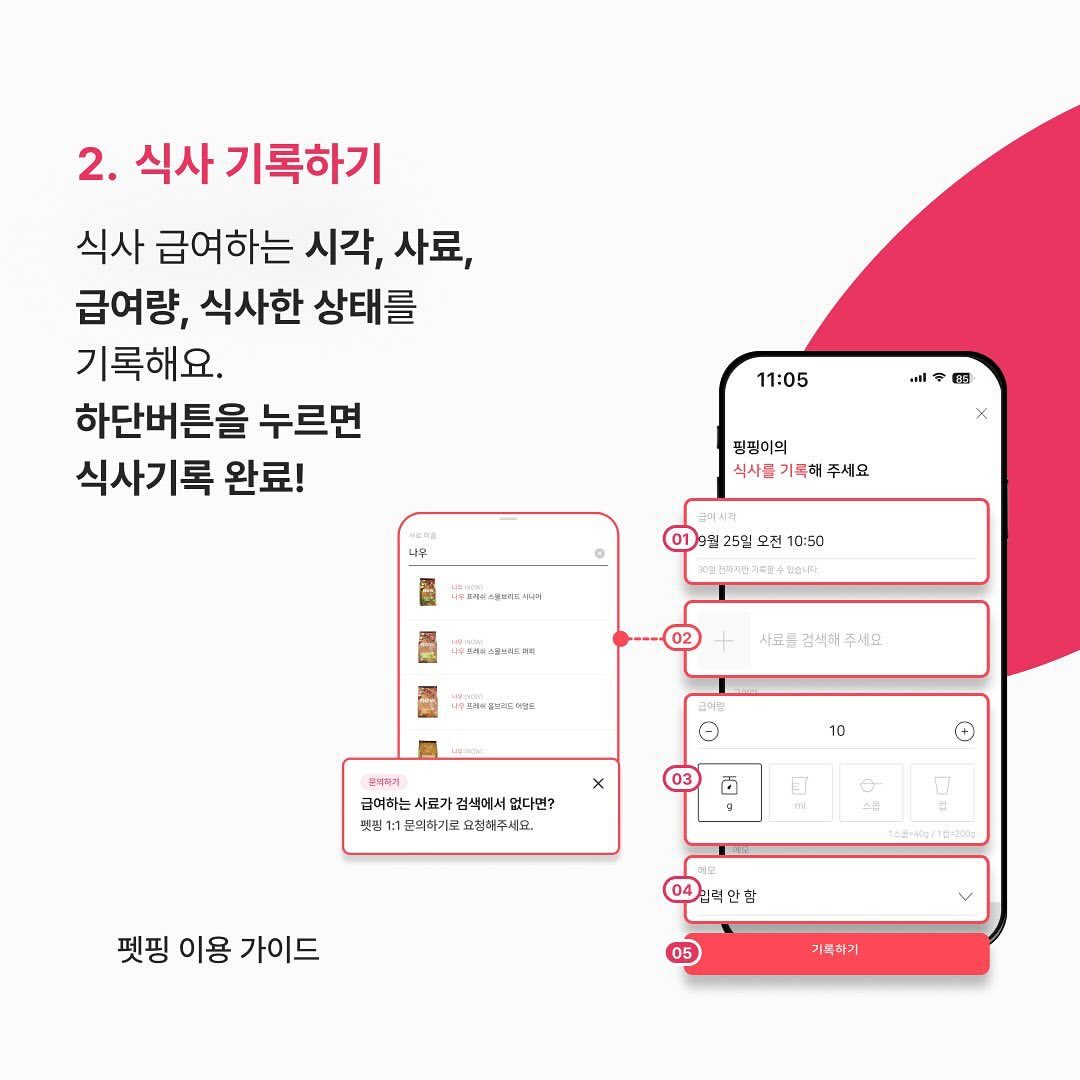 2. 식사 기록하기
식사 급여하는 시각, 사료,
급여량, 식사한 상태를
기록해요.
하단버튼을 누르면
식사기록 완료!
사료 이름
나우
나우 (NOW)
나우 프레쉬 스몰브리드 시니어
나우 (NOW)
나우 프레쉬 스몰브리드 퍼피
나우 (NOW)
나우 프레쉬 올브리드 어덜트
나우 (NOW)
문의하기
급여하는 사료가 검색에서 없다면?
펫핑 1:1 문의하기로 요청해주세요.
11:05
86
핑핑이의
식사를 기록해 주세요
01
급여 시각
9월 25일 오전 10:50
30일 전까지만 기록할 수 있습니다.
02
사료를 검색해 주세요
급여량
03
급여량
10
g
ml
스쿱
컵
1스쿱=40g / 1컵=200g
메모
04
메모
입력 안 함
05
기록하기
펫핑 이용 가이드